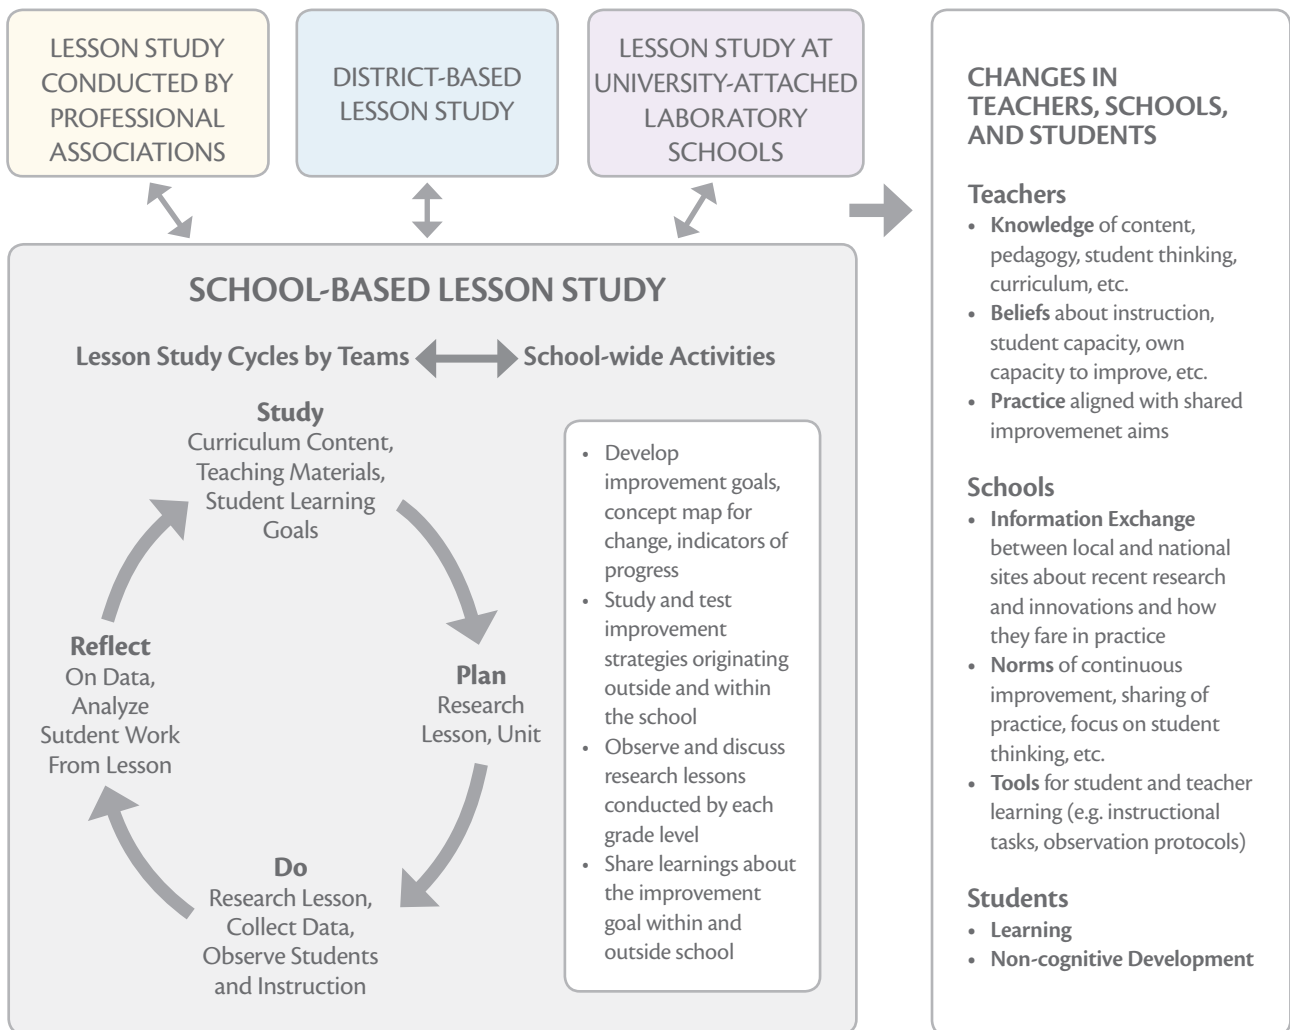 LESSON STUDY
CONDUCTED BY
PROFESSIONAL
ASSOCIATIONS
DISTRICT-BASED
LESSON STUDY
LESSON STUDY AT
UNIVERSITY-ATTACHED
LABORATORY
SCHOOLS
SCHOOL-BASED LESSON STUDY
Lesson Study Cycles by Teams
School-wide Activities
Study
Curriculum Content,
Teaching Materials,
Student Learning
Goals
Plan
Research
Lesson, Unit
Do
Research Lesson,
Collect Data,
Observe Students
and Instruction
Reflect
On Data,
Analyze
Sutdent Work
From Lesson
• Develop
improvement goals,
concept map for
change, indicators of
progress
• Study and test
improvement
strategies originating
outside and within
the school
• Observe and discuss
research lessons
conducted by each
grade level
• Share learnings about
the improvement
goal within and
outside school
CHANGES IN
TEACHERS, SCHOOLS,
AND STUDENTS
Teachers
• Knowledge of content,
pedagogy, student thinking,
curriculum, etc.
• Beliefs about instruction,
student capacity, own
capacity to improve, etc.
• Practice aligned with shared
improvemenet aims
Schools
• Information Exchange
between local and national
sites about recent research
and innovations and how
they fare in practice
• Norms of continuous
improvement, sharing of
practice, focus on student
thinking, etc.
• Tools for student and teacher
learning (e.g. instructional
tasks, observation protocols)
Students
• Learning
• Non-cognitive Development